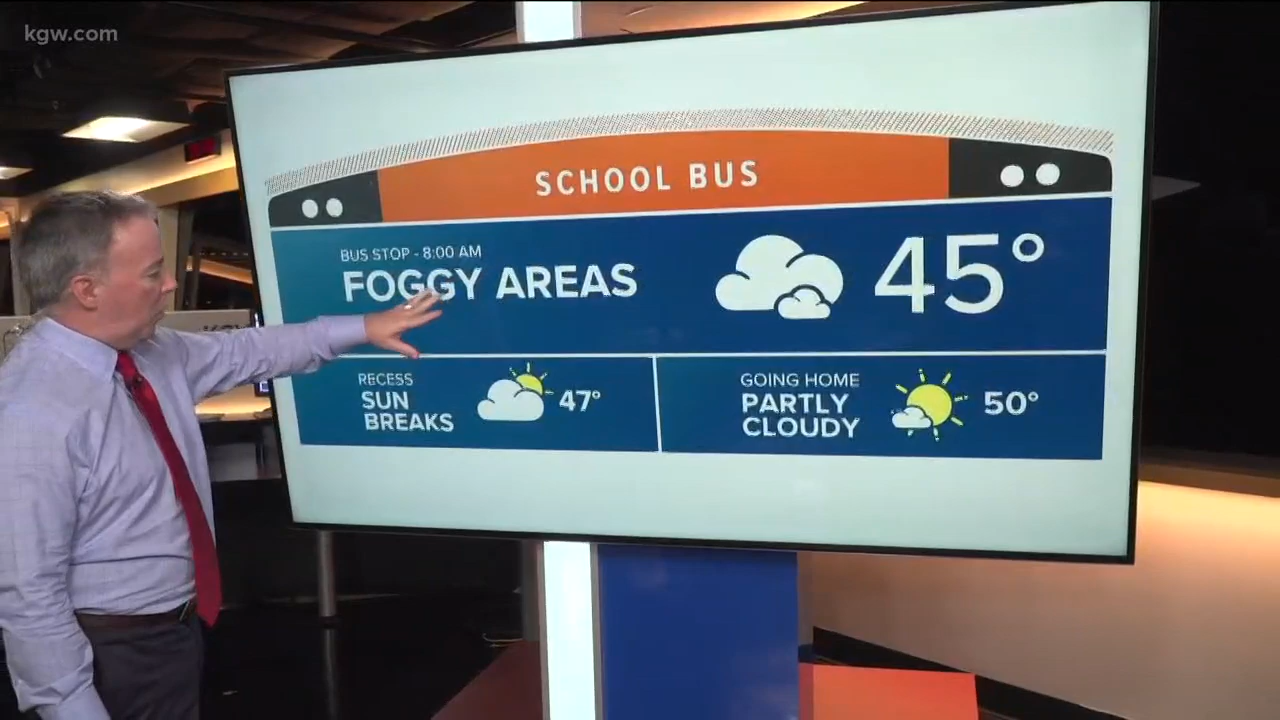 kgw.com
SCHOOL BUS
BUS STOP - 8:00 AM
FOGGY AREAS
45°
RECESS
SUN
BREAKS
47°
GOING HOME
PARTLY
CLOUDY
50°